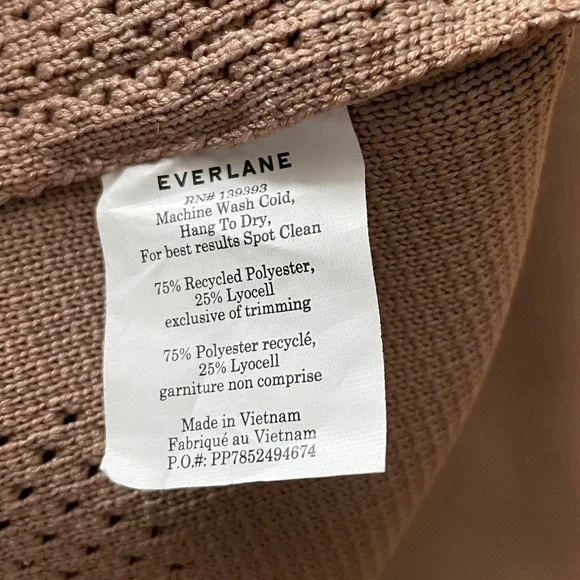 EVERLANE
RN# 139393
Machine Wash Cold,
Hang To Dry,
For best results Spot Clean
75% Recycled Polyester,
25% Lyocell
exclusive of trimming
75% Polyester recyclé,
25% Lyocell
garniture non comprise
Made in Vietnam
Fabriqué au Vietnam
P.O.#: PP7852494674